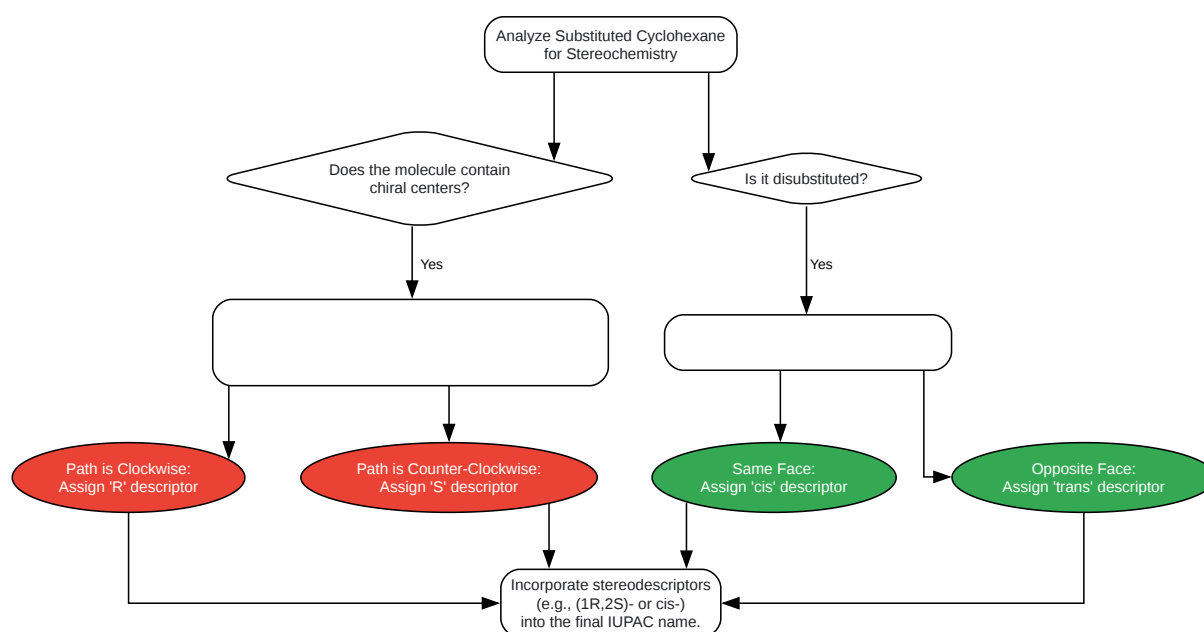 Analyze Substituted Cyclohexane
for Stereochemistry
Does the molecule contain
chiral centers?
Is it disubstituted?
Yes
Yes
Path is Clockwise:
Assign 'R' descriptor
Path is Counter-Clockwise:
Assign 'S' descriptor
Same Face:
Assign 'cis' descriptor
Opposite Face:
Assign 'trans' descriptor
Incorporate stereodescriptors
(e.g., (1R,2S)- or cis-)
into the final IUPAC name.